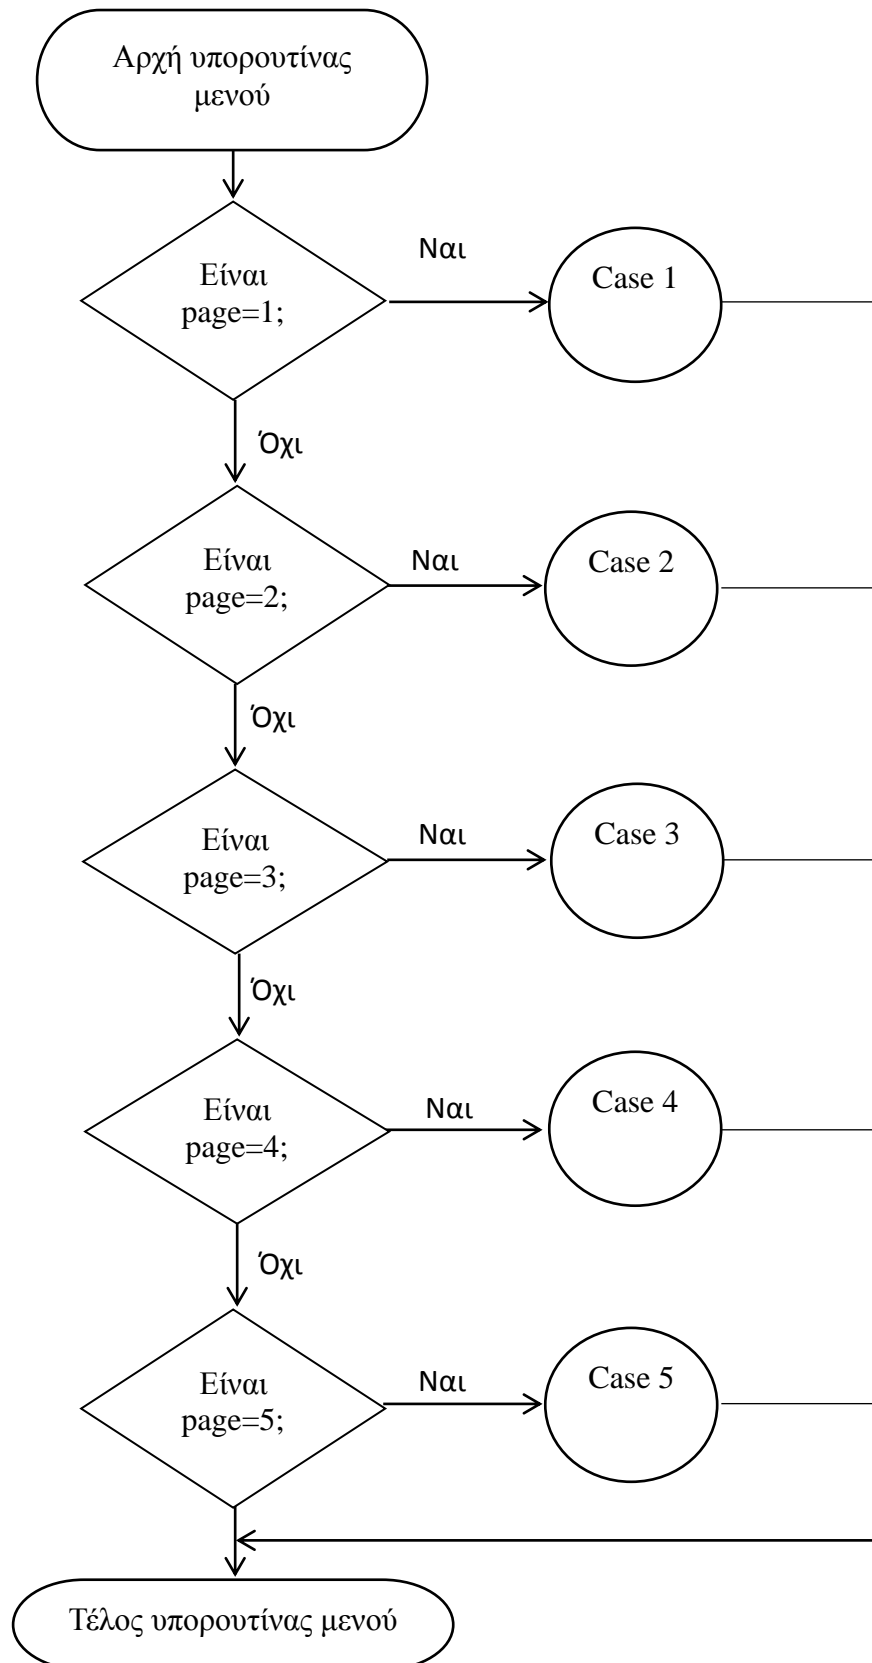 Αρχή υπορουτίνας
μενού
Είναι
page=1;
Ναι
Case 1
Όχι
Είναι
page=2;
Ναι
Case 2
Όχι
Είναι
page=3;
Ναι
Case 3
Όχι
Είναι
page=4;
Ναι
Case 4
Όχι
Είναι
page=5;
Ναι
Case 5
Τέλος υπορουτίνας μενού